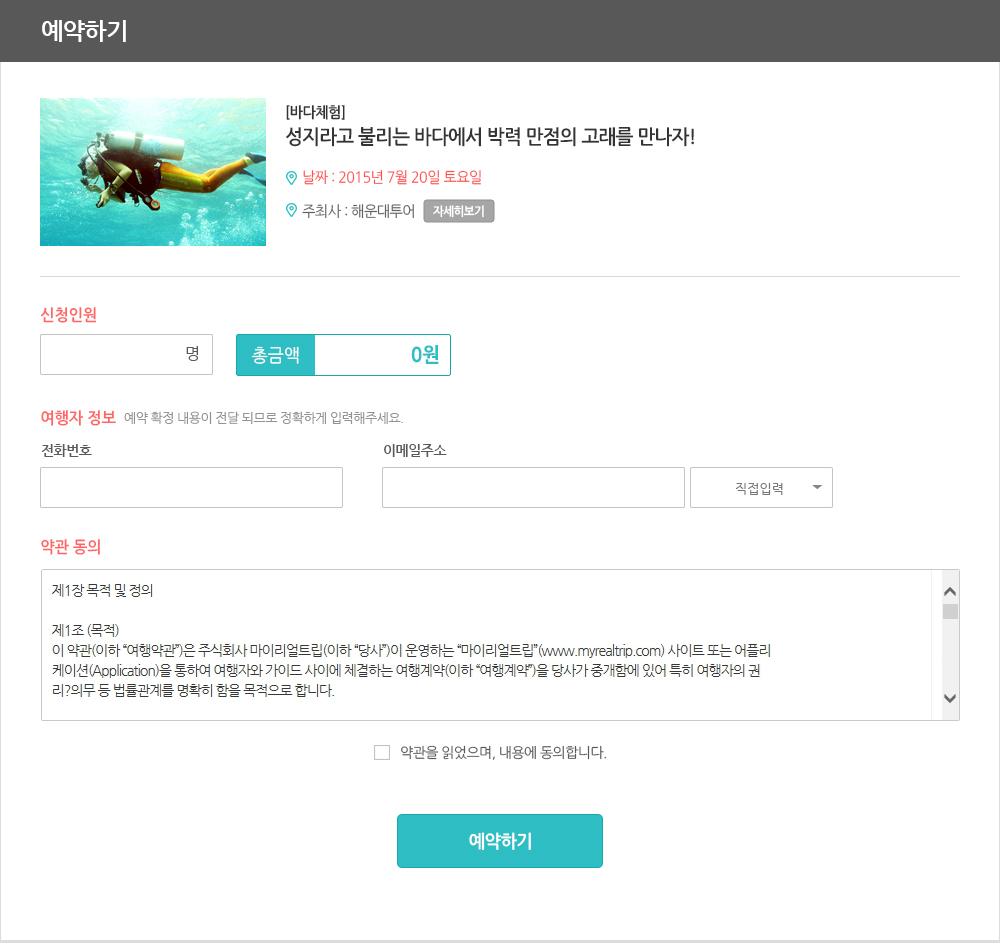 예약하기
[바다체험]
성지라고 불리는 바다에서 박력 만점의 고래를 만나자!
날짜 : 2015년 7월 20일 토요일
주최사 : 해운대투어 자세히보기
신청인원
명 총금액 0원
여행자 정보 예약 확정 내용이 전달 되므로 정확하게 입력해주세요.
전화번호 이메일주소
직접입력
약관 동의
제1장 목적 및 정의
제1조 (목적)
이 약관(이하 “여행약관”)은 주식회사 마이리얼트립(이하 “당사”)이 운영하는 “마이리얼트립”(www.myrealtrip.com) 사이트 또는 어플리
케이션(Application)을 통하여 여행자와 가이드 사이에 체결하는 여행계약(이하 “여행계약”)을 당사가 중개함에 있어 특히 여행자의 권
리?의무 등 법률관계를 명확히 함을 목적으로 합니다.
약관을 읽었으며, 내용에 동의합니다.
예약하기